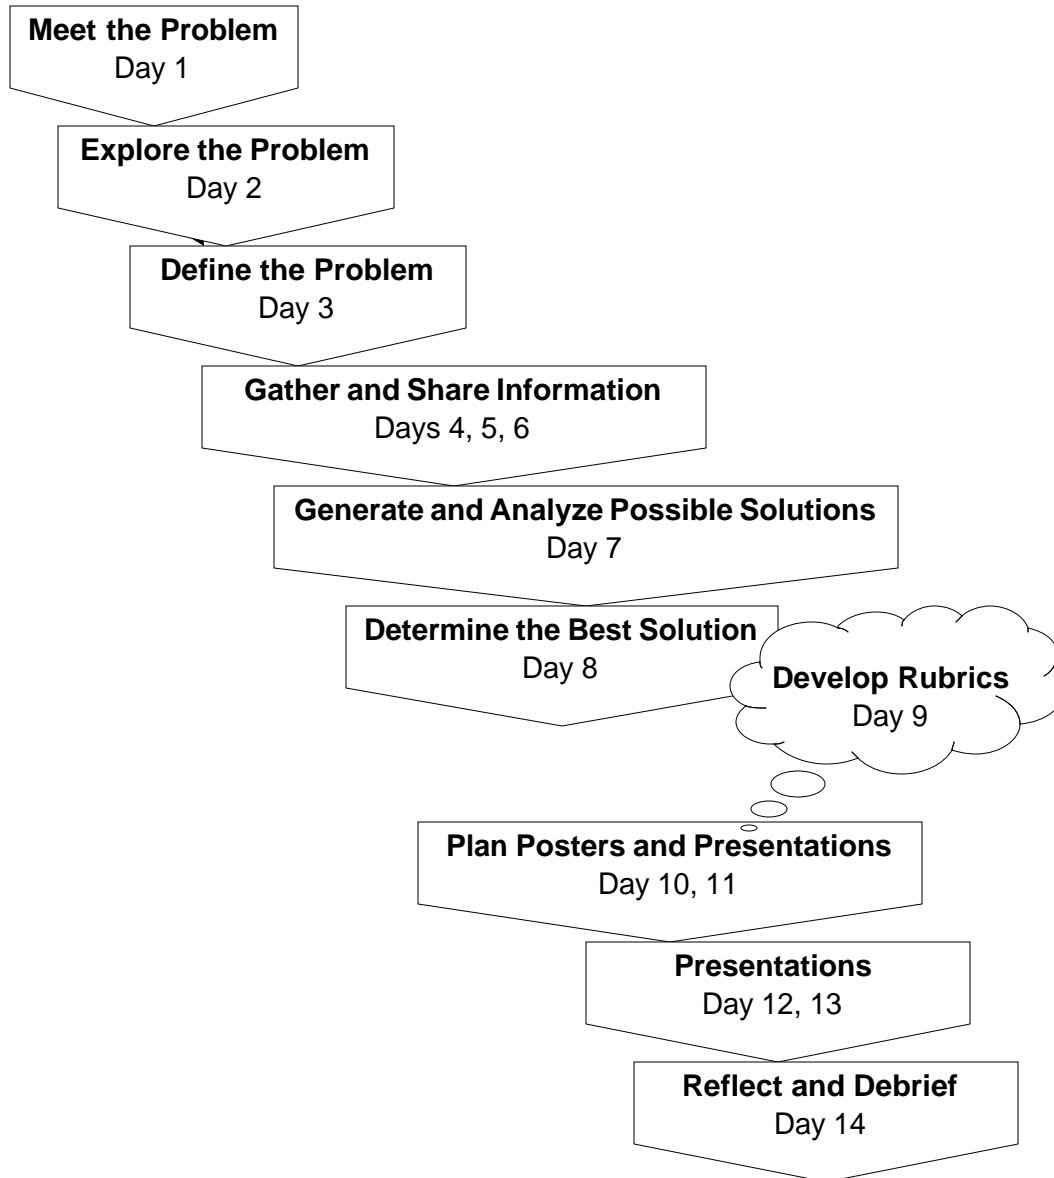 Meet the Problem
Day 1
Explore the Problem
Day 2
Define the Problem
Day 3
Gather and Share Information
Days 4, 5, 6
Generate and Analyze Possible Solutions
Day 7
Determine the Best Solution
Day 8
Develop Rubrics
Day 9
Plan Posters and Presentations
Day 10, 11
Presentations
Day 12, 13
Reflect and Debrief
Day 14